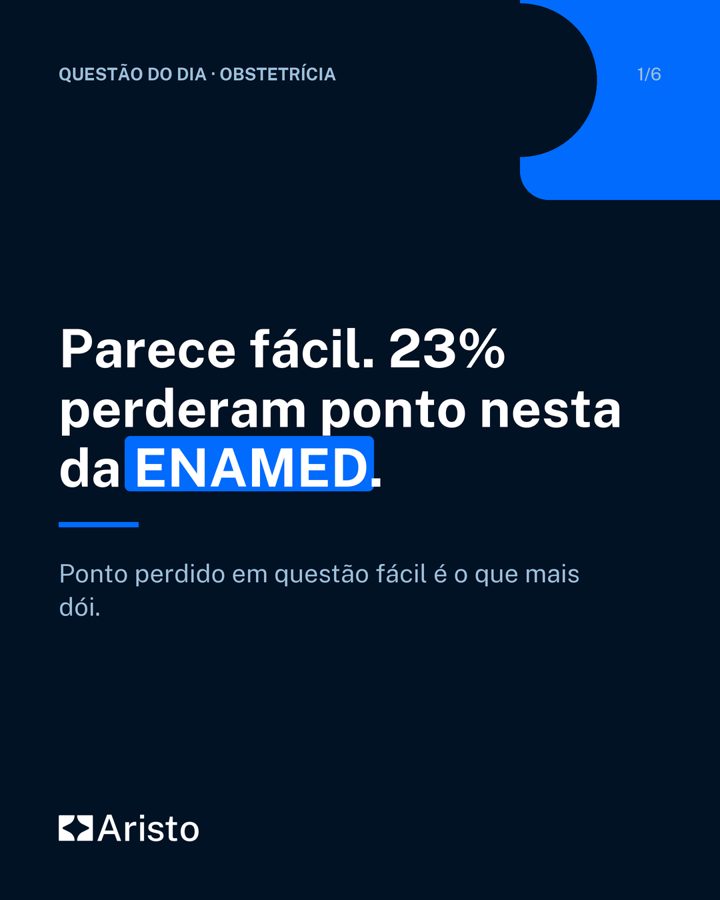 QUESTÃO DO DIA · OBSTETRÍCIA
1/6
Parece fácil. 23%
perderam ponto nesta
da ENAMED.
Ponto perdido em questão fácil é o que mais
dói.
Aristo